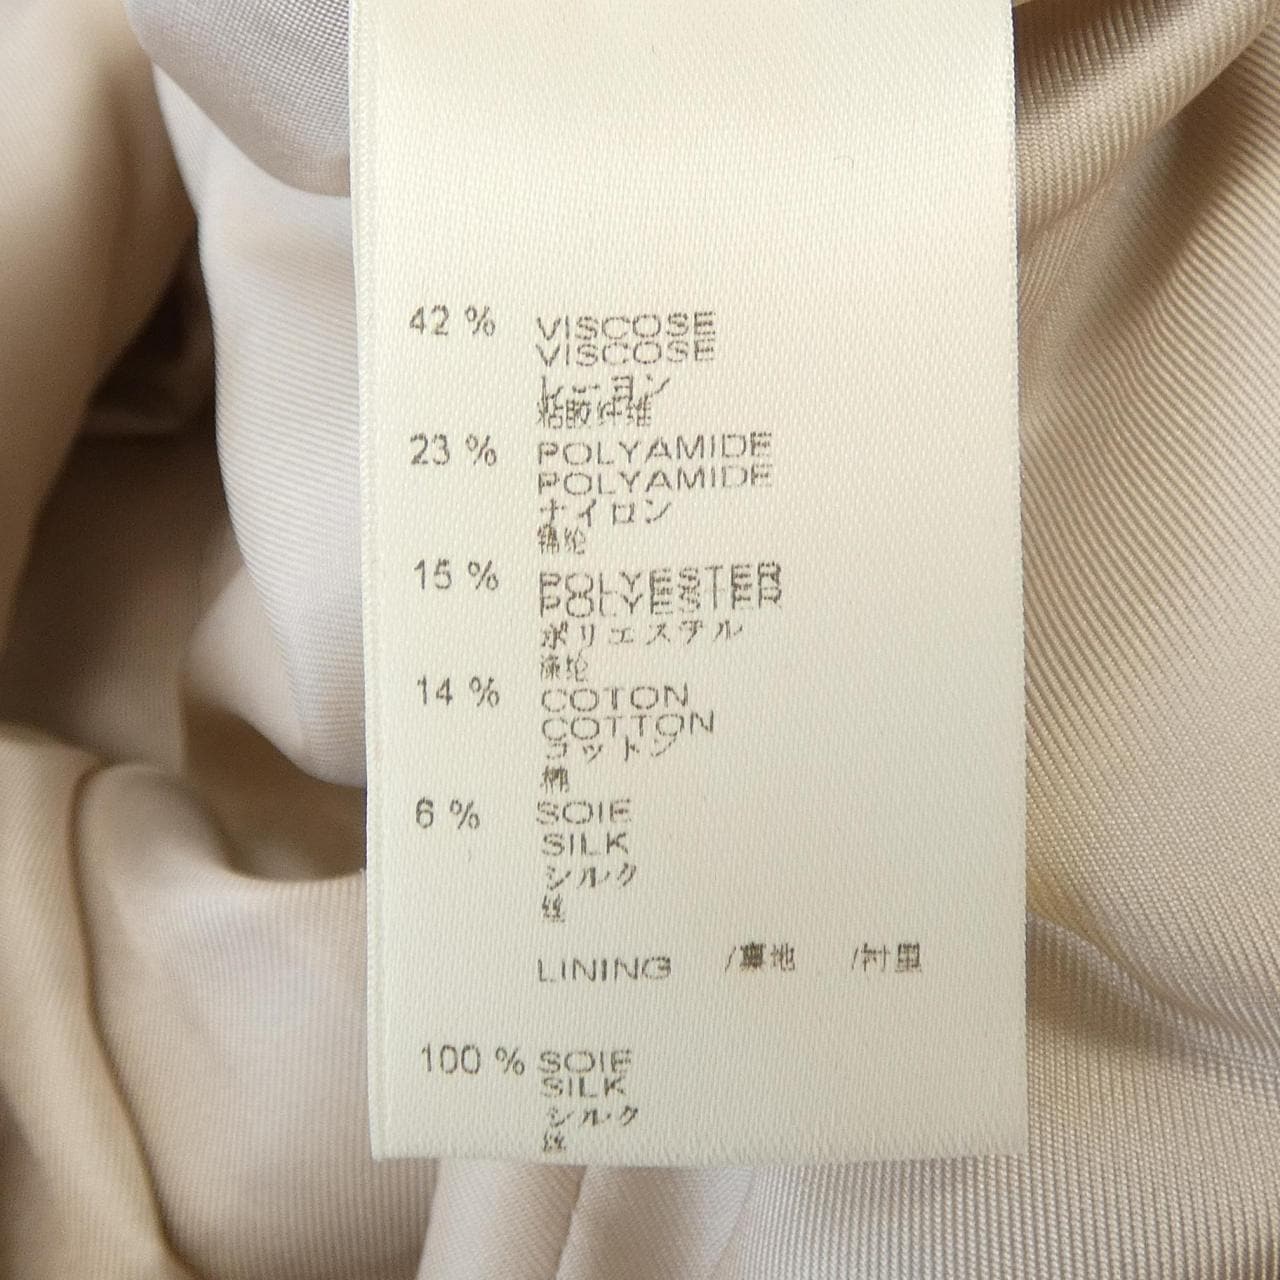 42 % VISCOSE
VISCOSE
レーヨン
粘胶纤维
23 % POLYAMIDE
POLYAMIDE
ナイロン
锦纶
15 % POLYESTER
POLYESTER
ポリエステル
涤纶
14 % COTON
COTTON
コットン
棉
6 % SOIE
SILK
シルク
丝
LINING /裏地 /衬里
100 % SOIE
SILK
シルク
丝